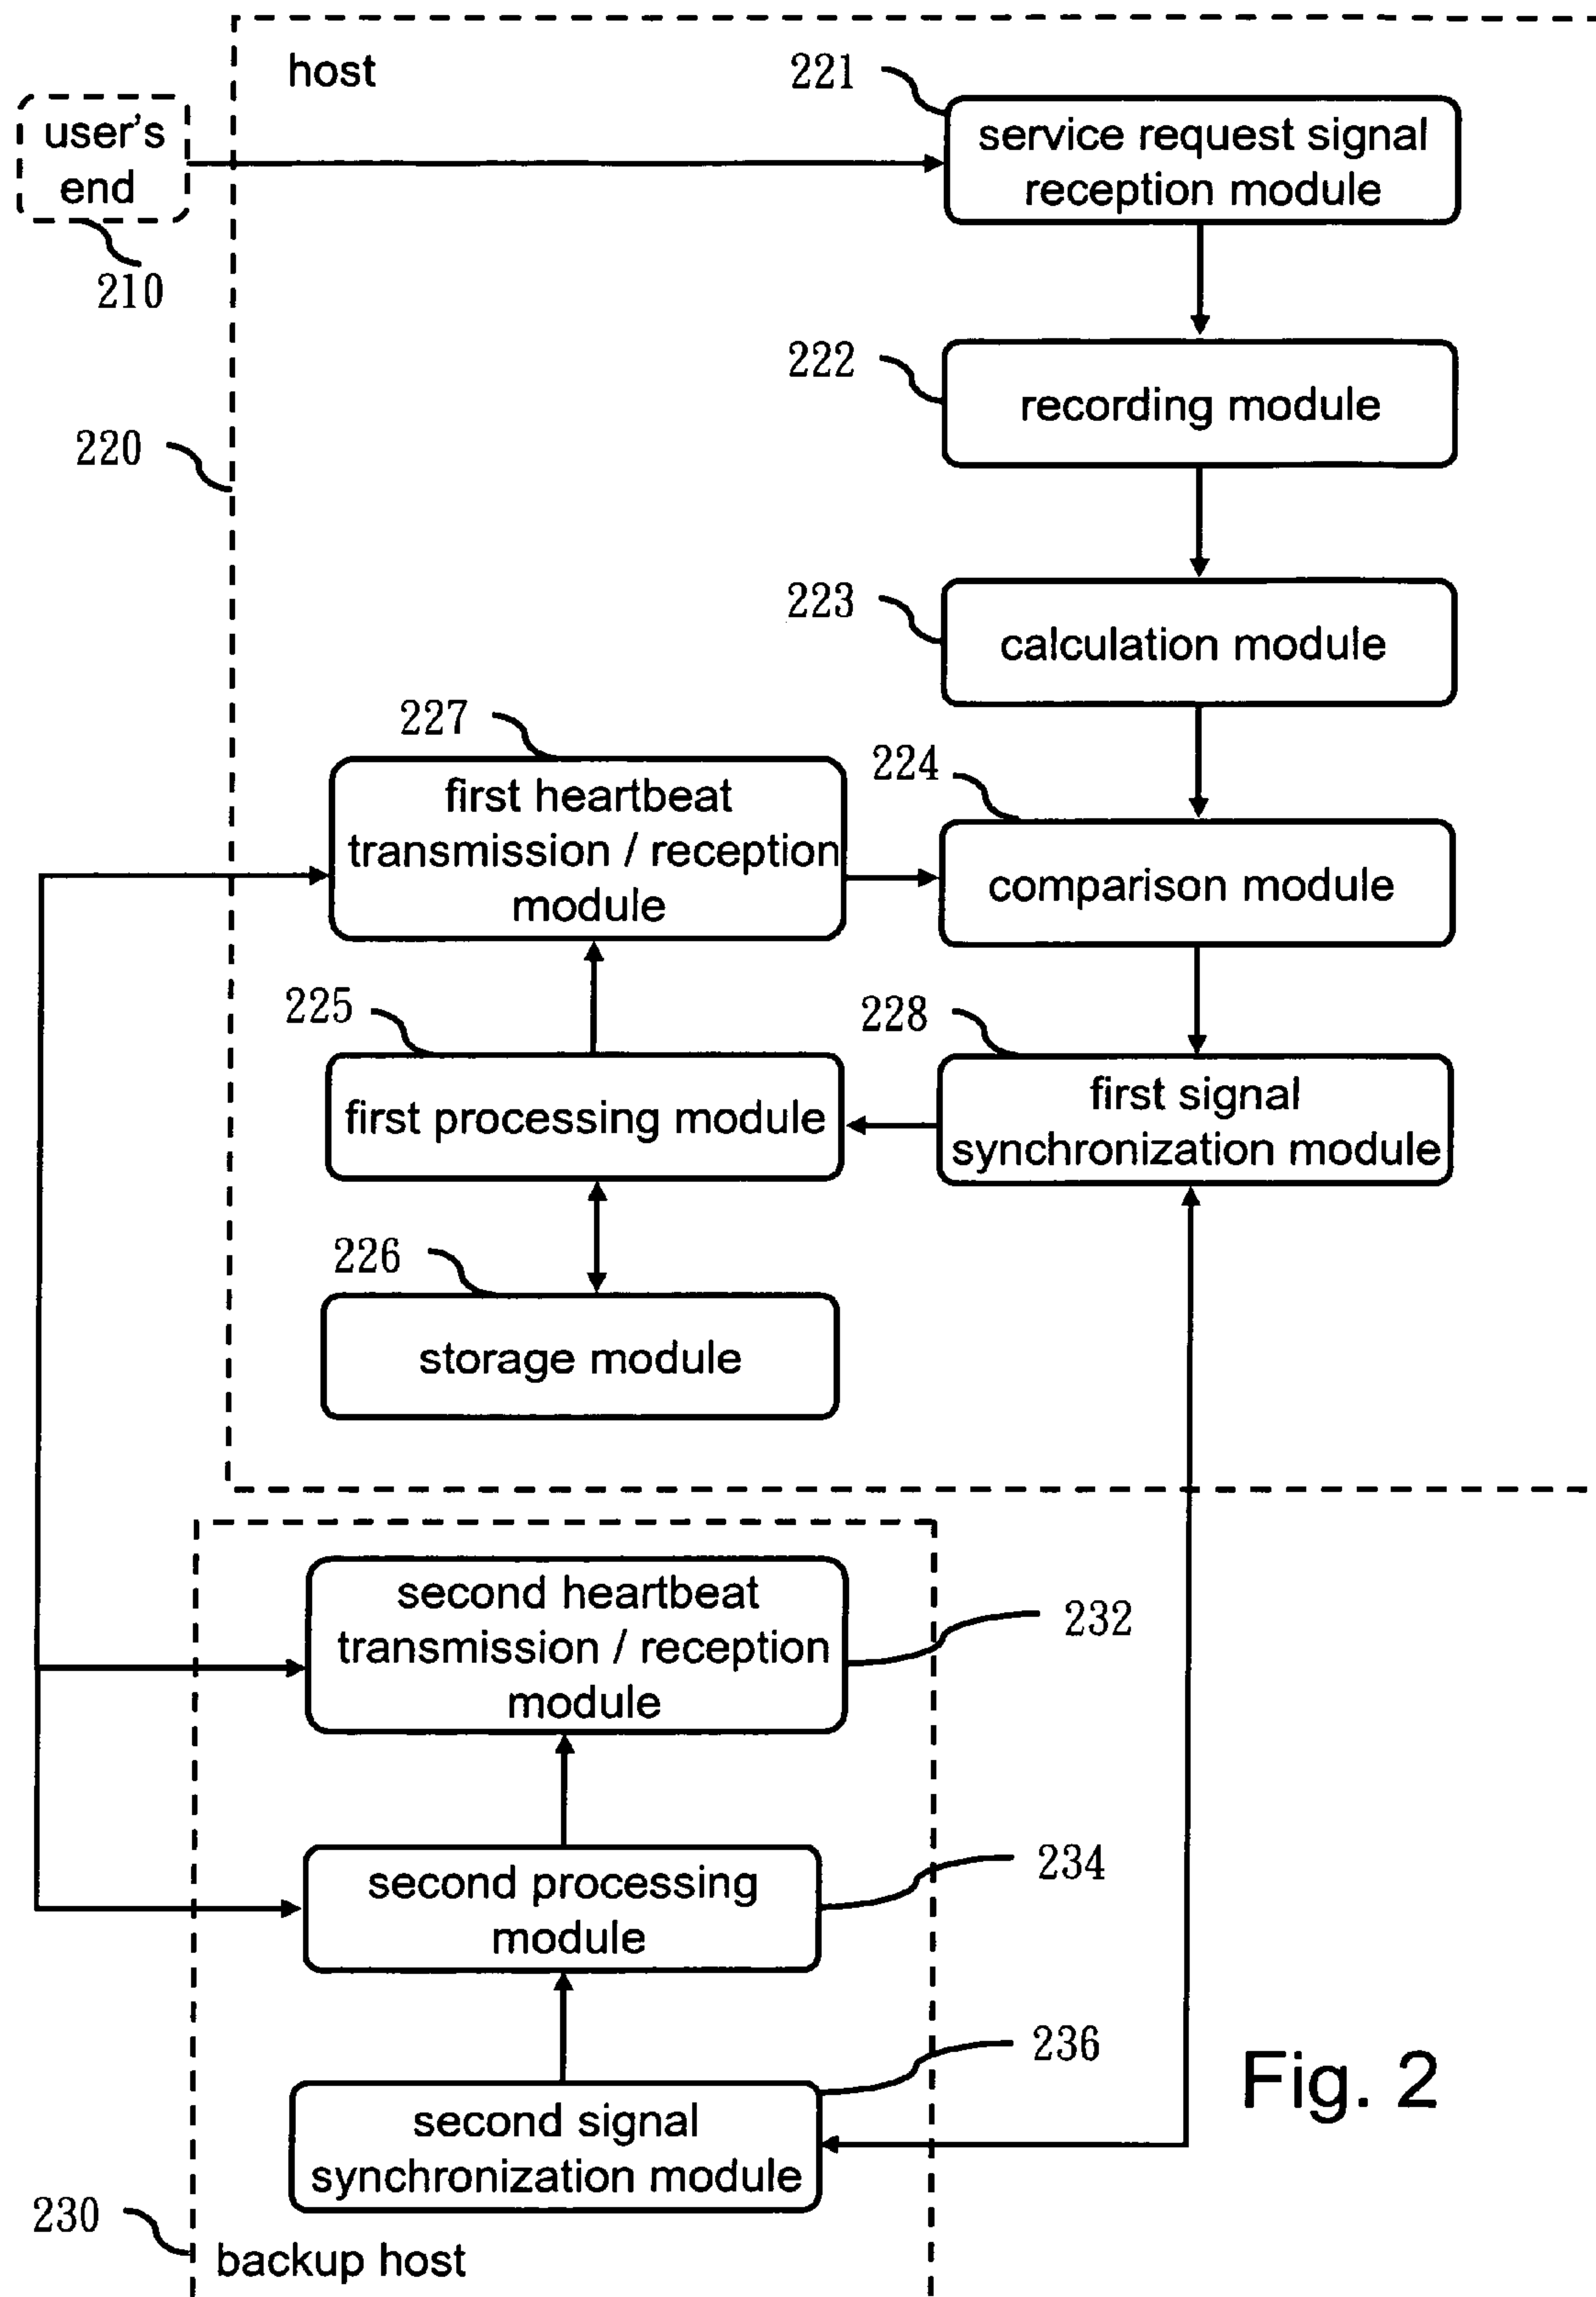 host
221
user's
end
service request signal
reception module
210
222
recording module
220
223
calculation module
227
first heartbeat
transmission / reception
module
224
comparison module
225
first processing module
228
first signal
synchronization module
226
storage module
second heartbeat
transmission / reception
module
232
second processing
module
234
236
second signal
synchronization module
230
backup host
Fig. 2